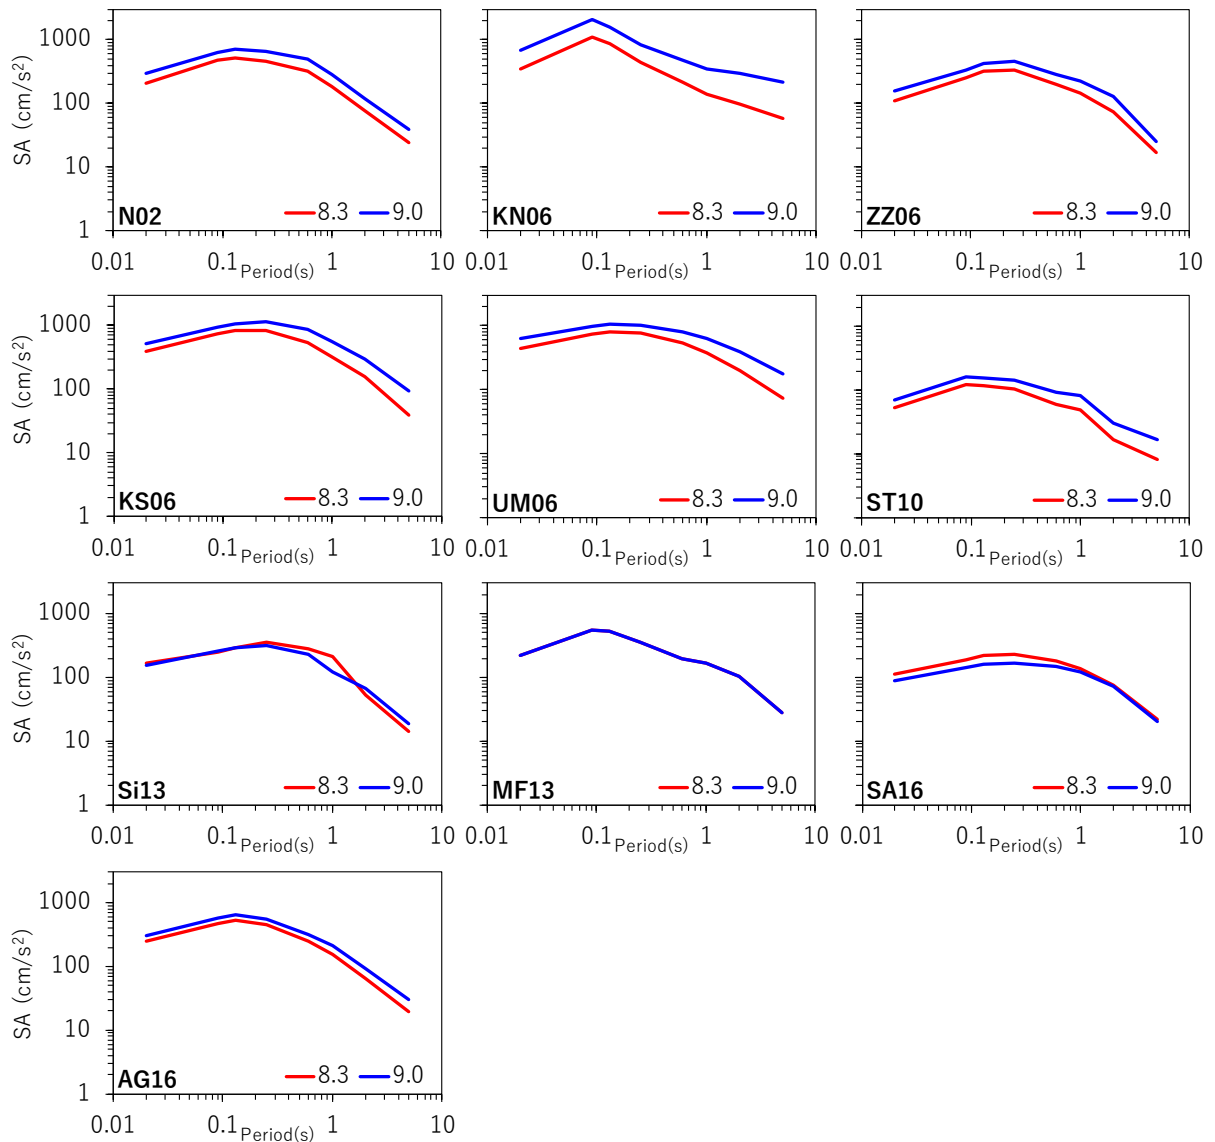 1000
100
10
1
SA (cm/s²)
N02
8.3 9.0
KN06
8.3 9.0
ZZ06
8.3 9.0
0.01 0.1 Period(s) 1 10
0.1 Period(s) 1 10
0.01 0.1 Period(s) 1 10
1000
100
10
1
SA (cm/s²)
KS06
8.3 9.0
UM06
8.3 9.0
ST10
8.3 9.0
0.01 0.1 Period(s) 1 10
0.01 0.1 Period(s) 1 10
0.01 0.1 Period(s) 1 10
1000
100
10
1
SA (cm/s²)
Si13
8.3 9.0
MF13
8.3 9.0
SA16
8.3 9.0
0.01 0.1 Period(s) 1 10
0.01 0.1 Period(s) 1 10
0.01 0.1 Period(s) 1 10
1000
100
10
1
SA (cm/s²)
AG16
8.3 9.0
0.01 0.1 Period(s) 1 10